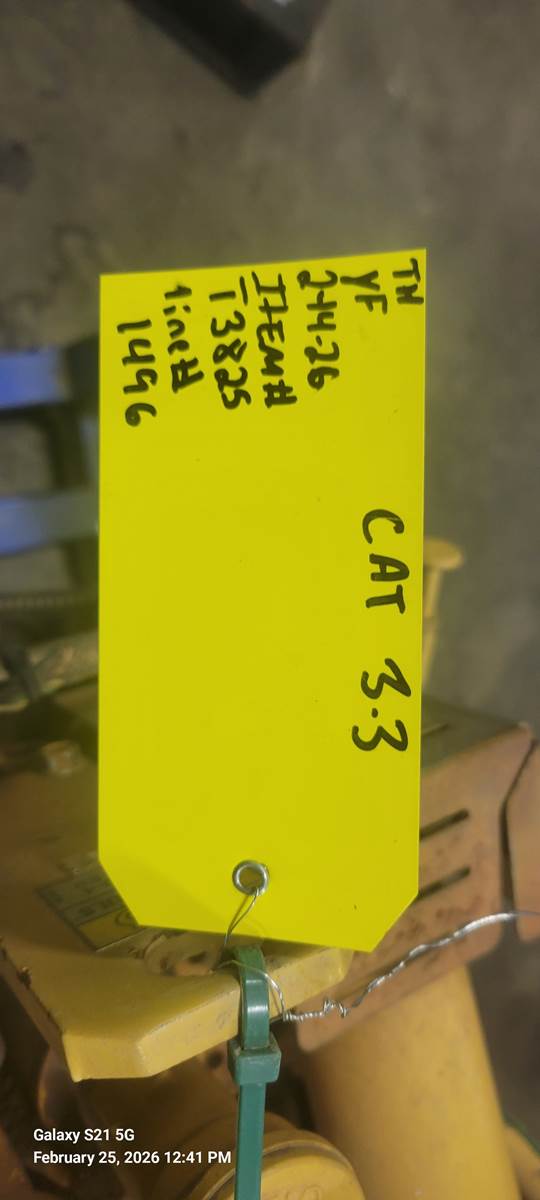 TN
YF
2-14-26
ITEM#
13825
line#
1496
CAT 3.3
Galaxy S21 5G
February 25, 2026 12:41 PM